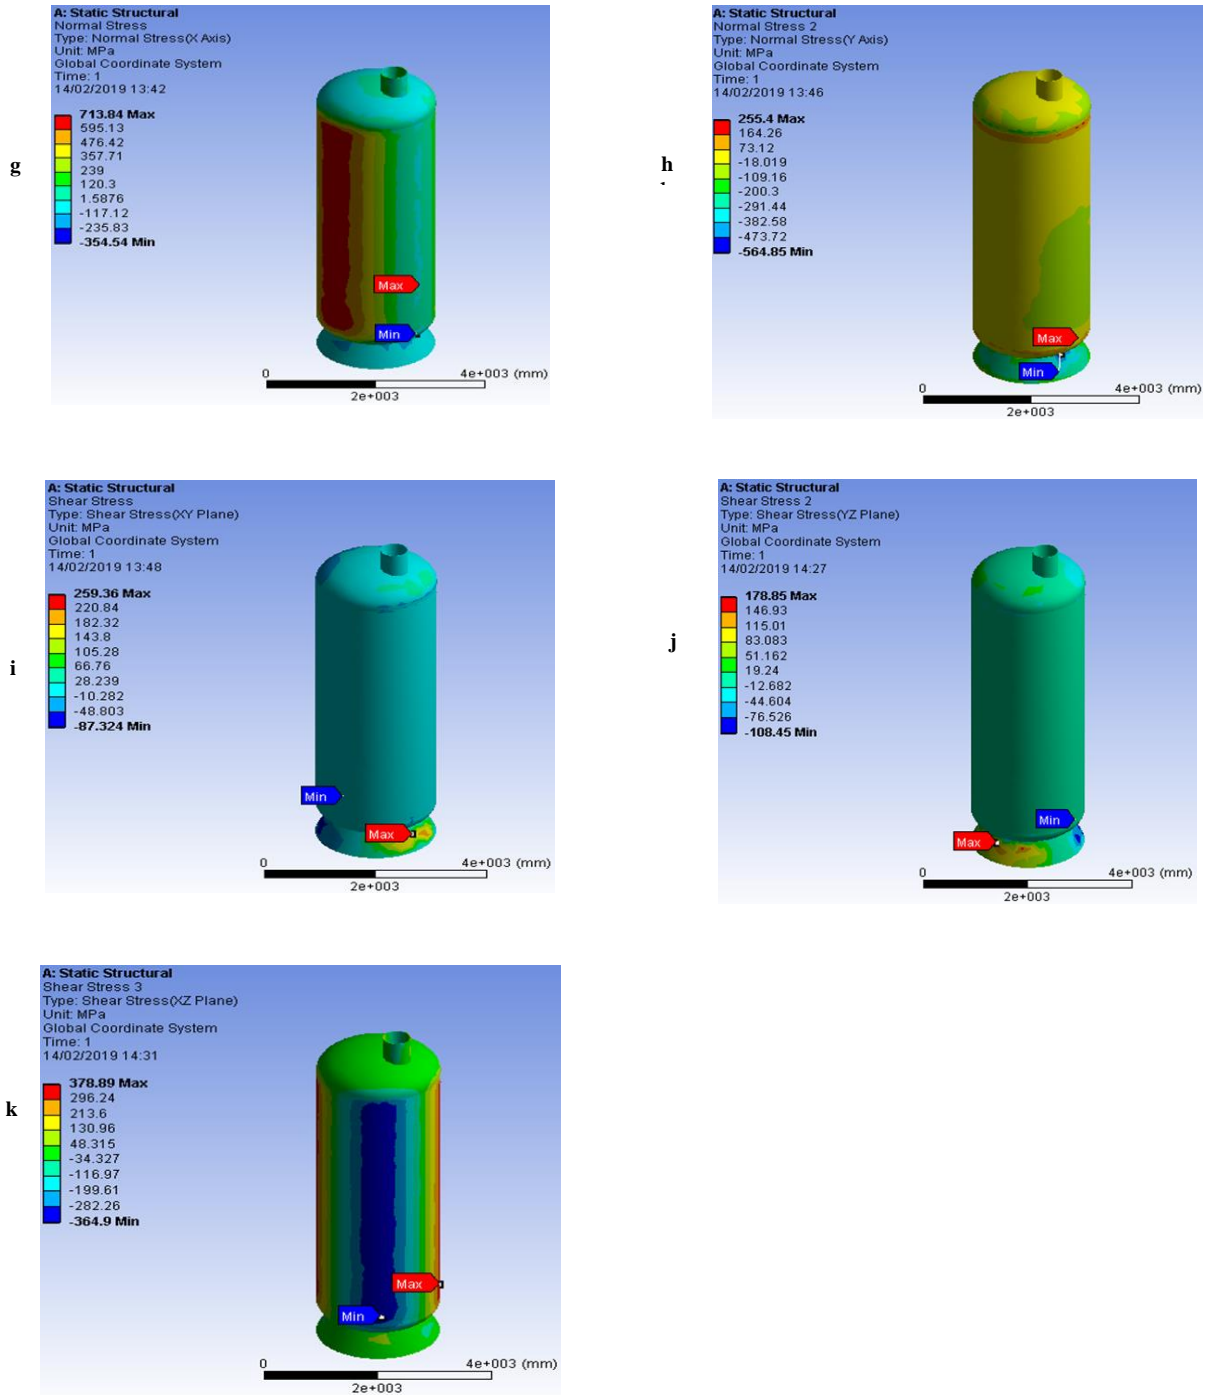 A: Static Structural
Normal Stress
Type: Normal Stress(X Axis)
Unit: MPa
Global Coordinate System
Time: 1
14/02/2019 13:42
713.84 Max
595.13
476.42
357.71
239
120.3
1.5876
-117.12
-235.83
-354.54 Min
g
Max
Min
0
4e+003 (mm)
2e+003
A: Static Structural
Normal Stress 2
Type: Normal Stress(Y Axis)
Unit: MPa
Global Coordinate System
Time: 1
14/02/2019 13:46
255.4 Max
164.26
73.12
-18.019
-109.16
-200.3
-291.44
-382.58
-473.72
-564.85 Min
h
Max
Min
0
4e+003 (mm)
2e+003
A: Static Structural
Shear Stress
Type: Shear Stress(XY Plane)
Unit: MPa
Global Coordinate System
Time: 1
14/02/2019 13:48
259.36 Max
220.84
182.32
143.8
105.28
66.76
28.239
-10.282
-48.803
-87.324 Min
i
Min
Max
0
4e+003 (mm)
2e+003
A: Static Structural
Shear Stress 2
Type: Shear Stress(YZ Plane)
Unit: MPa
Global Coordinate System
Time: 1
14/02/2019 14:27
178.85 Max
146.93
115.01
83.083
51.162
19.24
-12.682
-44.604
-76.526
-108.45 Min
j
Min
Max
0
4e+003 (mm)
2e+003
A: Static Structural
Shear Stress 3
Type: Shear Stress(XZ Plane)
Unit: MPa
Global Coordinate System
Time: 1
14/02/2019 14:31
378.89 Max
296.24
213.6
130.96
48.315
-34.327
-116.97
-199.61
-282.26
-364.9 Min
k
Max
Min
0
4e+003 (mm)
2e+003